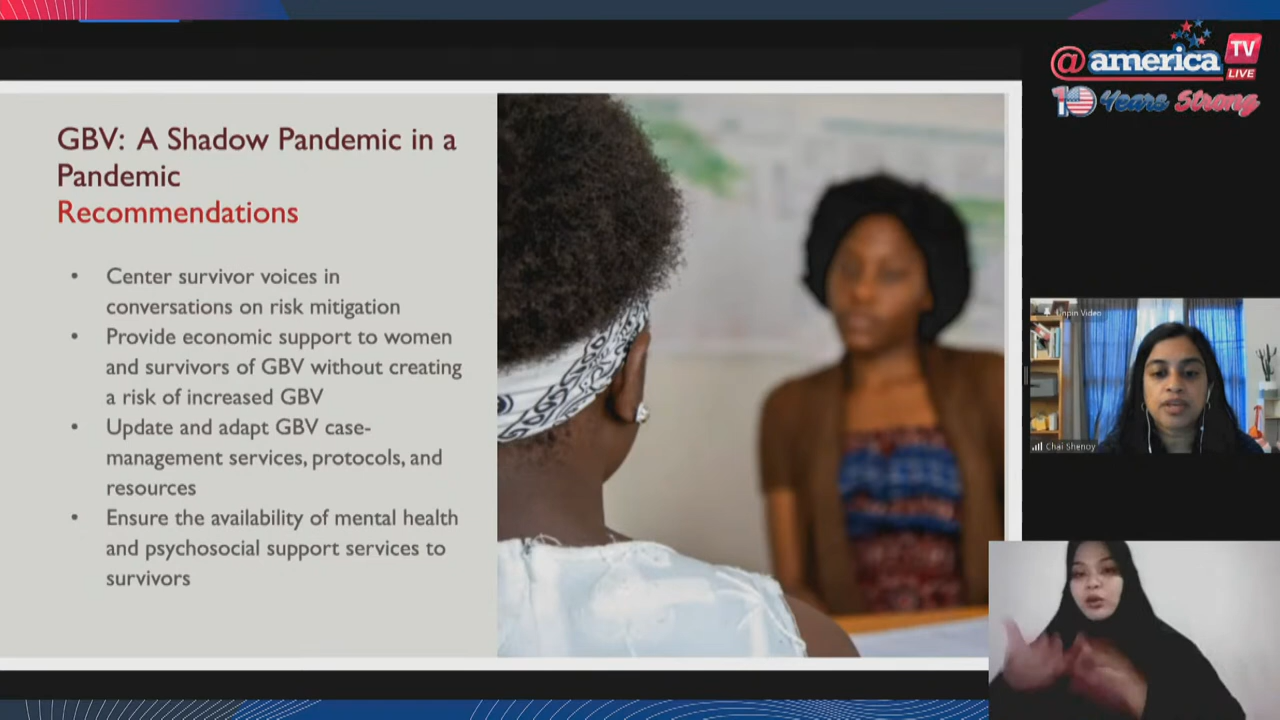 GBV: A Shadow Pandemic in a
Pandemic
Recommendations
• Center survivor voices in
conversations on risk mitigation
• Provide economic support to women
and survivors of GBV without creating
a risk of increased GBV
• Update and adapt GBV case-
management services, protocols, and
resources
• Ensure the availability of mental health
and psychosocial support services to
survivors
@america TV
LIVE
10 Years Strong
Unpin Video
Chai Shenoy